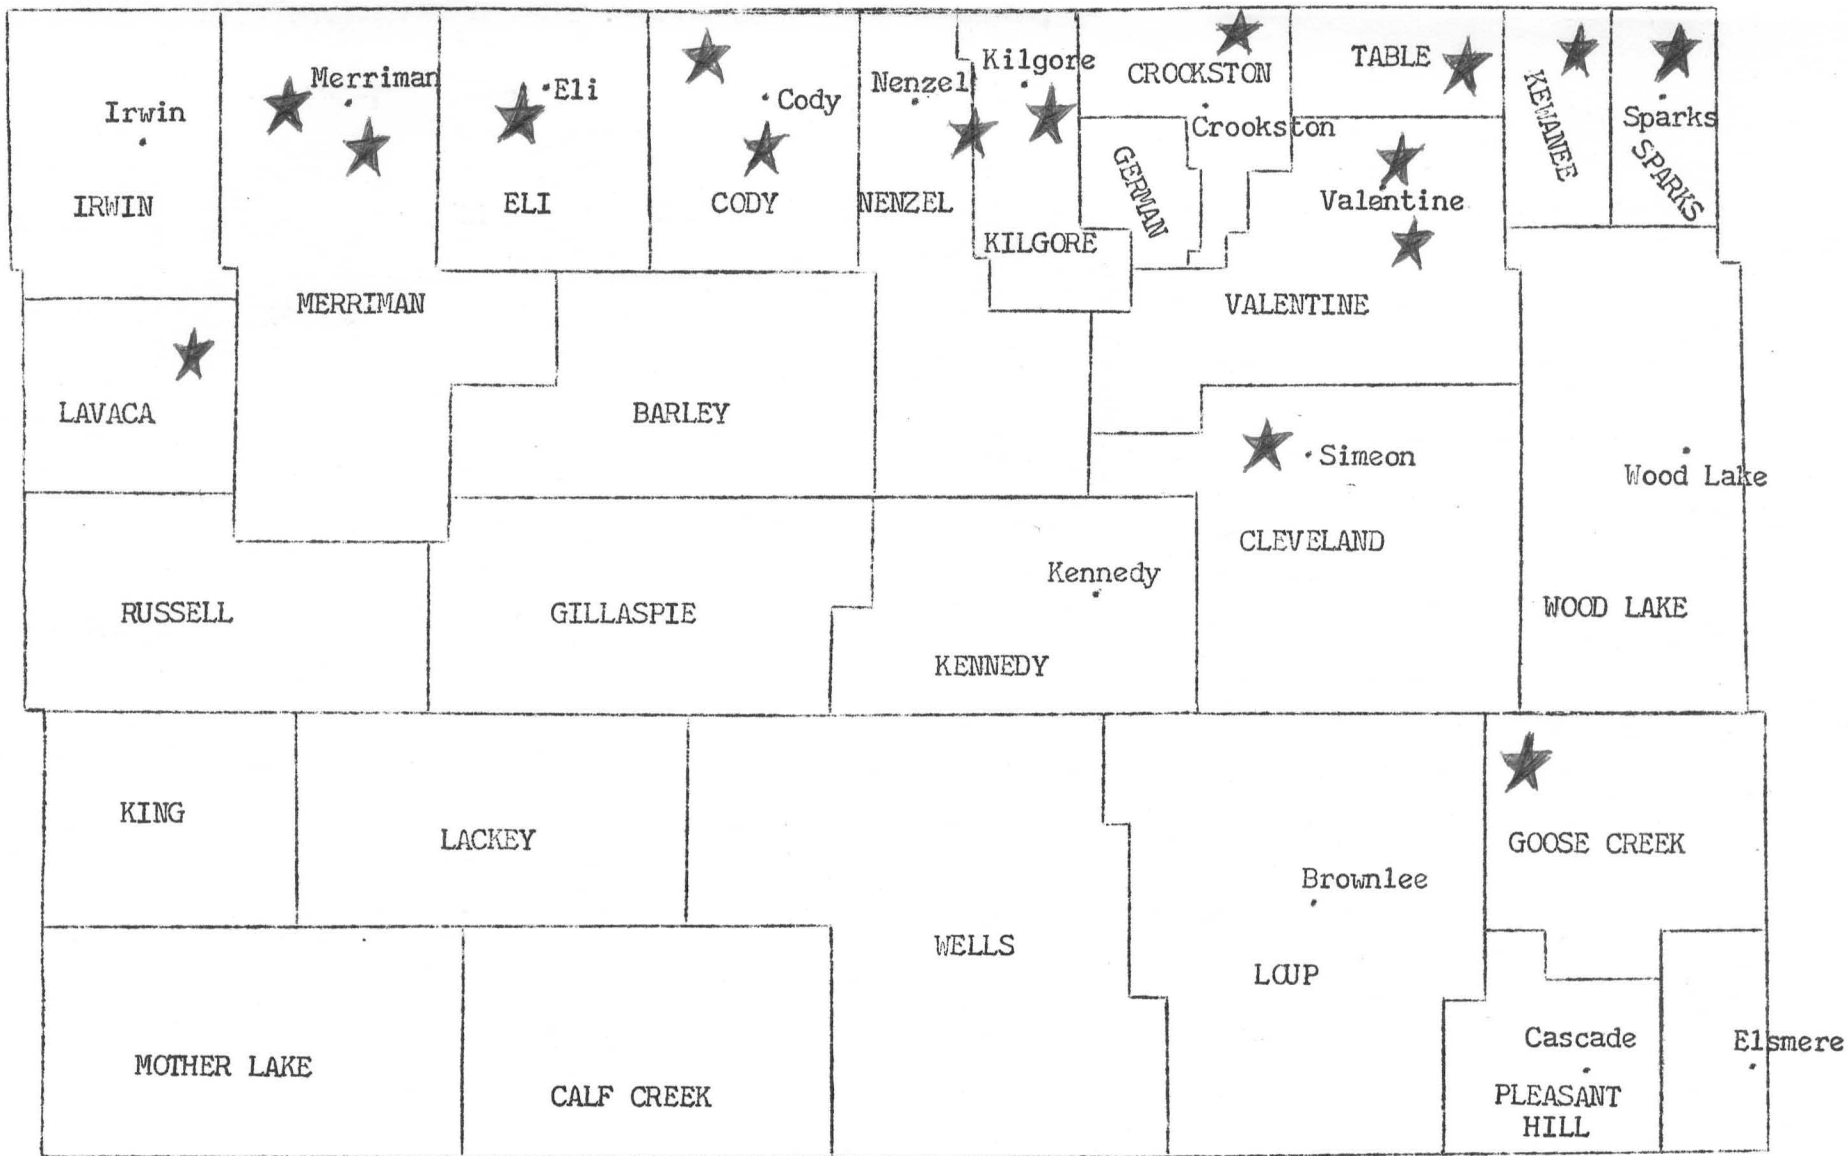 Irwin
Merriman
Eli
Cody
Nenzel
Kilgore
CROOKSTON
TABLE
KEWANEE
Sparks
SPARKS
Crookston
GERMAN
Valentine
IRWIN
ELI
CODY
NENZEL
KILGORE
MERRIMAN
VALENTINE
LAVACA
BARLEY
Simeon
Wood Lake
CLEVELAND
Kennedy
RUSSELL
GILLASPIE
WOOD LAKE
KENNEDY
KING
LACKEY
GOOSE CREEK
Brownlee
WELLS
LOUP
Cascade
Elsmere
MOTHER LAKE
CALF CREEK
PLEASANT
HILL